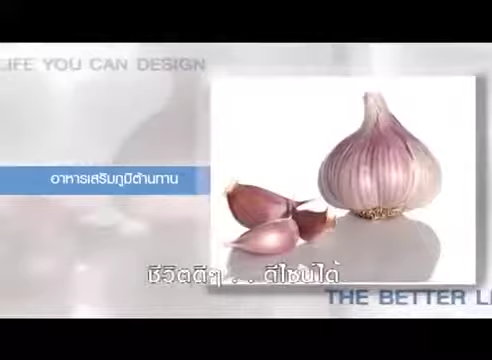 LIFE YOU CAN DESIGN
อาหารเสริมภูมิต้านทาน
ชีวิตดีๆ . . ดีไซน์ได้
THE BETTER LI